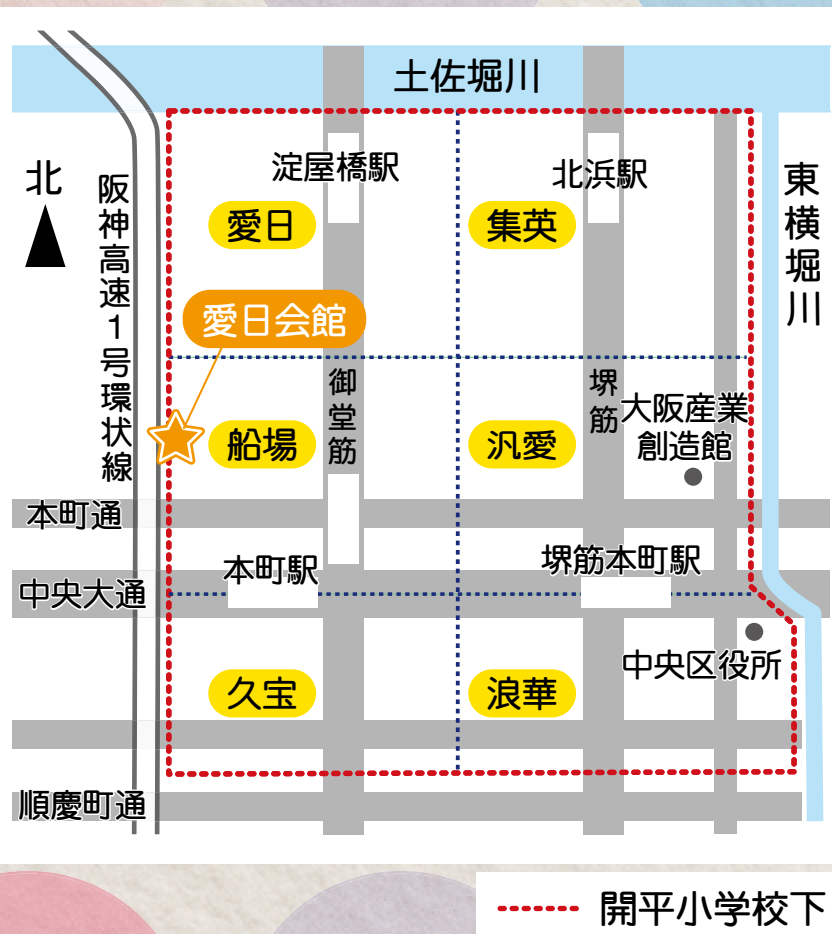 土佐堀川
淀屋橋駅
北浜駅
北
阪神高速1号環状線
東横堀川
愛日
集英
愛日会館
御堂筋
堺筋
大阪産業
創造館
船場
汎愛
本町通
本町駅
堺筋本町駅
中央大通
中央区役所
久宝
浪華
順慶町通
開平小学校下